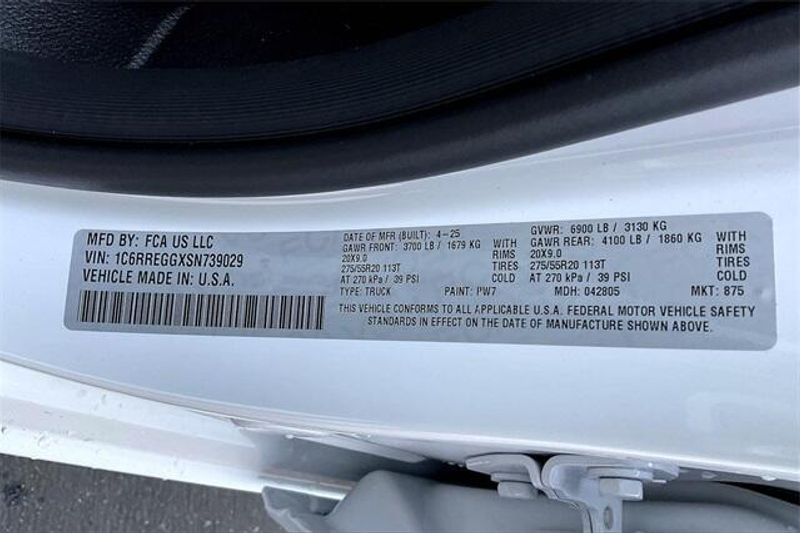 MFD BY: FCA US LLC
VIN: 1C6RREGGXSN739029
VEHICLE MADE IN U.S.A.
DATE OF MFR (BUILT): 4-25
GAWR FRONT: 3700 LB / 1679 KG WITH
20X9.0 RIMS
275/55R20 113T TIRES
AT 270 kPa / 39 PSI COLD
GVWR: 6900 LB / 3130 KG
GAWR REAR: 4100 LB / 1860 KG WITH
20X9.0 RIMS
275/55R20 113T TIRES
AT 270 kPa / 39 PSI COLD
TYPE: TRUCK PAINT: PW7 MDH: 042805 MKT: 875
THIS VEHICLE CONFORMS TO ALL APPLICABLE U.S.A. FEDERAL MOTOR VEHICLE SAFETY
STANDARDS IN EFFECT ON THE DATE OF MANUFACTURE SHOWN ABOVE.